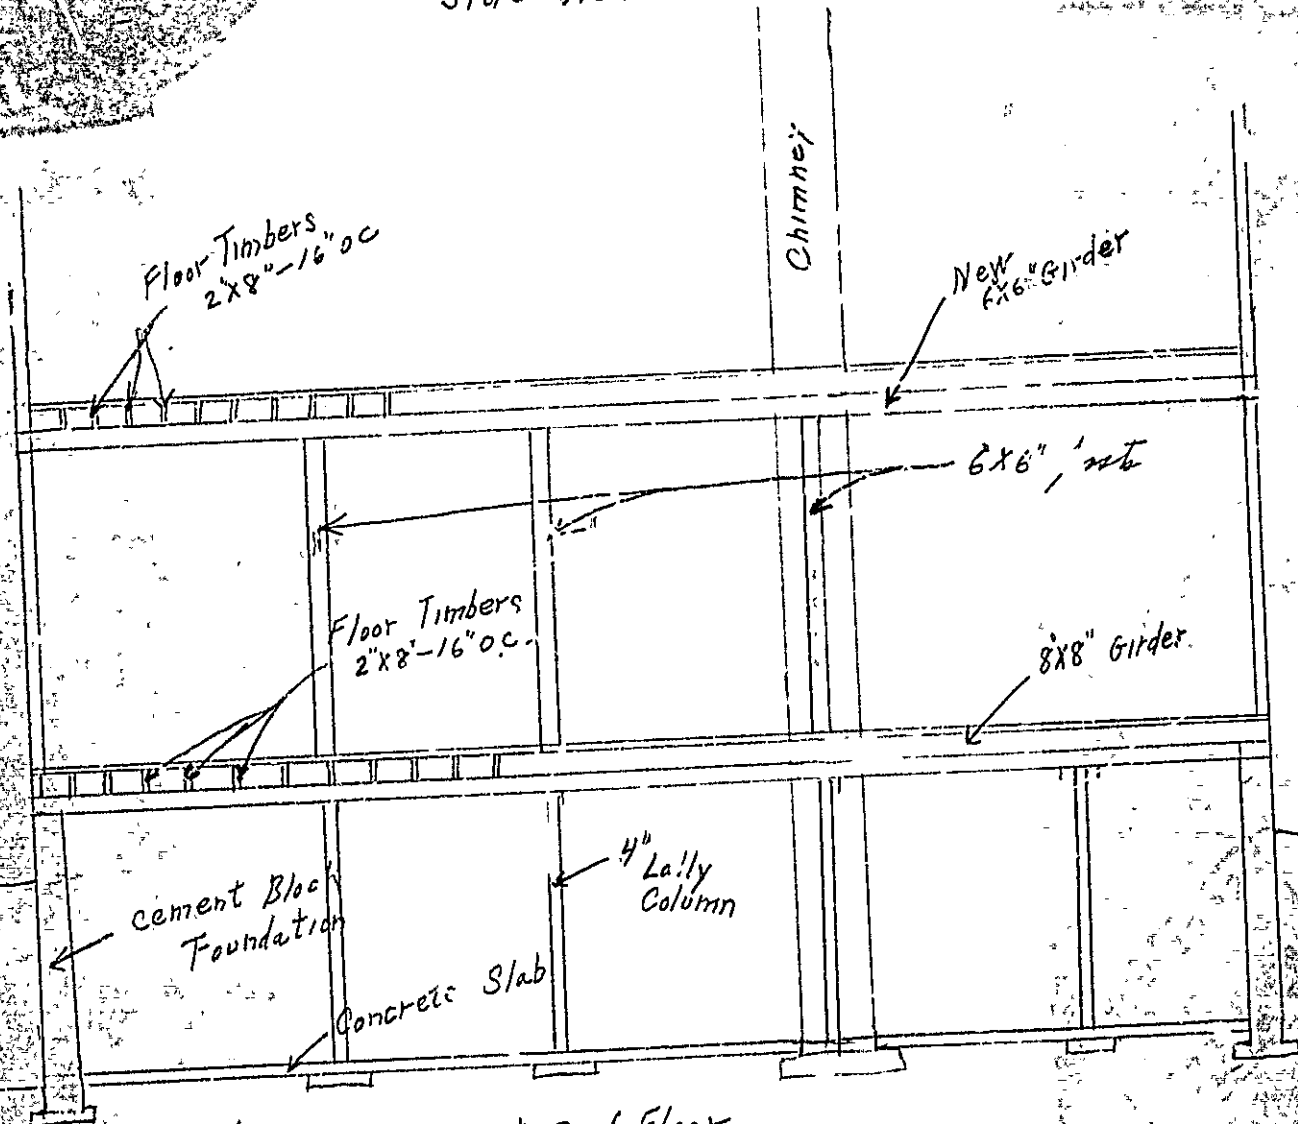 Chimney
Floor Timbers
2"x8"-16" OC
New
6x6" Girder
6x6"
Floor Timbers
2"x8"-16" O.C.
8x8" Girder
4"
Lally
Column
Cement Block
Foundation
Concrete Slab
Floor